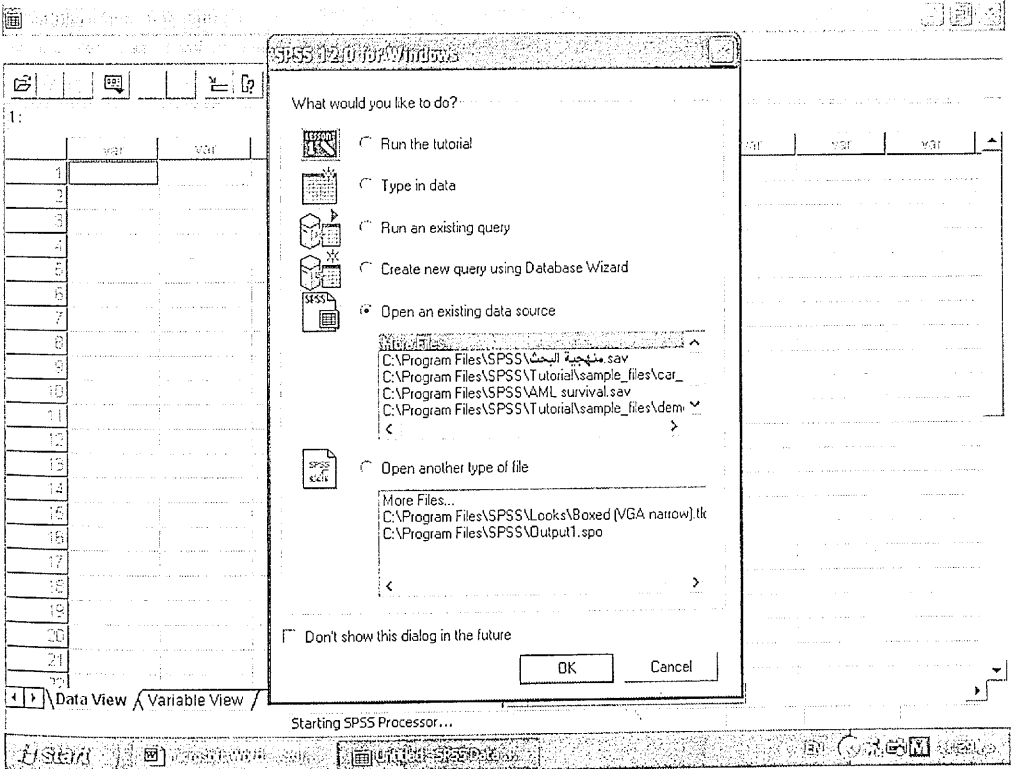 SPSS 12.0 for Windows
1:
What would you like to do?
Run the tutorial
Type in data
Run an existing query
Create new query using Database Wizard
Open an existing data source
More Files...
C:\Program Files\SPSS\منهجية البحث.sav
C:\Program Files\SPSS\Tutorial\sample_files\car_
C:\Program Files\SPSS\AML survival.sav
C:\Program Files\SPSS\Tutorial\sample_files\demo
Open another type of file
More Files...
C:\Program Files\SPSS\Looks\Boxed (VGA narrow).tlo
C:\Program Files\SPSS\Output1.spo
Don't show this dialog in the future
OK Cancel
var var var var var
1
2
3
4
5
6
7
8
9
10
11
12
13
14
15
16
17
18
19
20
21
22
Data View Variable View
Starting SPSS Processor...
start
Untitled - SPSS Dat...
EN